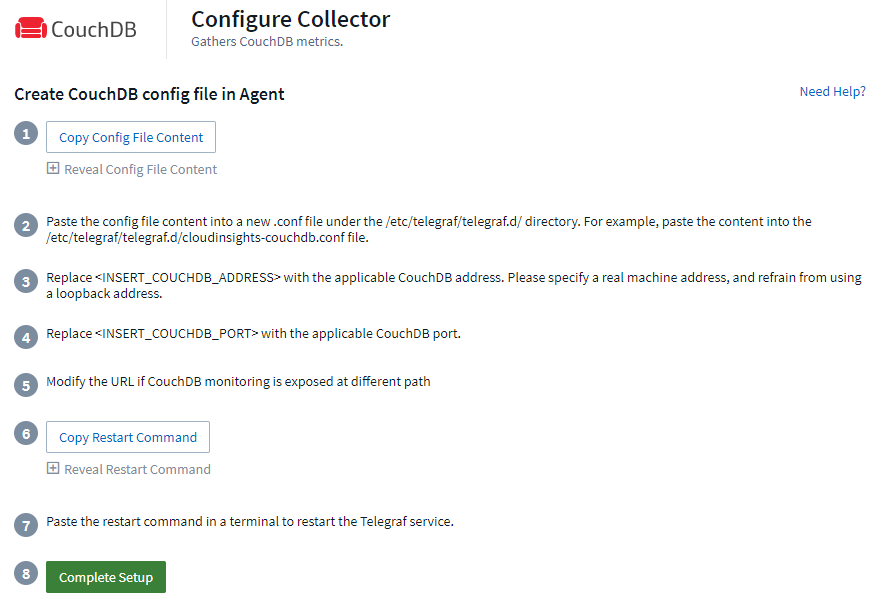 CouchDB
Configure Collector
Gathers CouchDB metrics.
Create CouchDB config file in Agent
Need Help?
1
Copy Config File Content
Reveal Config File Content
2
Paste the config file content into a new .conf file under the /etc/telegraf/telegraf.d/ directory. For example, paste the content into the
/etc/telegraf/telegraf.d/cloudinsights-couchdb.conf file.
3
Replace <INSERT_COUCHDB_ADDRESS> with the applicable CouchDB address. Please specify a real machine address, and refrain from using
a loopback address.
4
Replace <INSERT_COUCHDB_PORT> with the applicable CouchDB port.
5
Modify the URL if CouchDB monitoring is exposed at different path
6
Copy Restart Command
Reveal Restart Command
7
Paste the restart command in a terminal to restart the Telegraf service.
8
Complete Setup